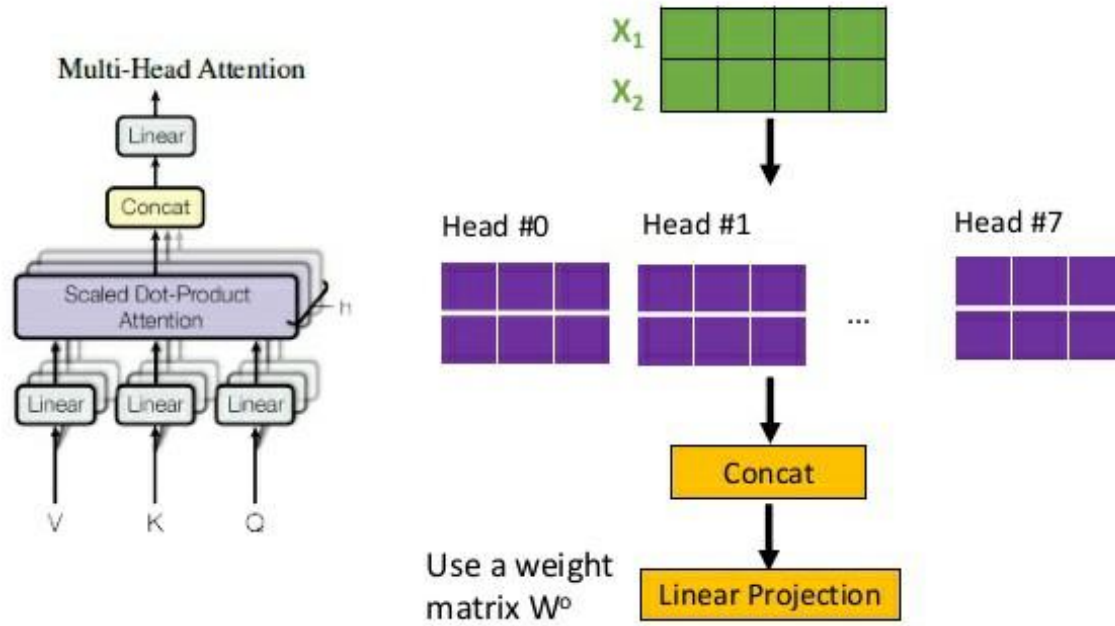 Multi-Head Attention
Linear
Concat
Scaled Dot-Product
Attention
h
Linear
Linear
Linear
V
K
Q
X₁
X₂
Head #0
Head #1
Head #7
...
Concat
Use a weight
matrix Wᵒ
Linear Projection